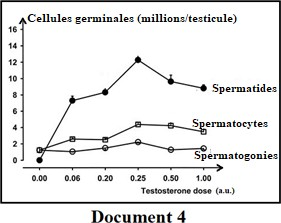 Cellules germinales (millions/testicule)
16
14
12
10
8
6
4
2
0
Spermatides
Spermatocytes
Spermatogonies
0.00 0.06 0.20 0.25 0.50 1.00
Testosterone dose (a.u.)
Document 4